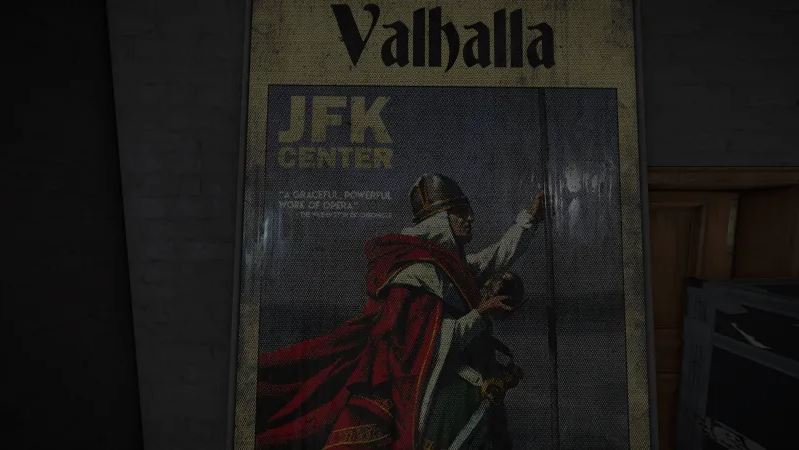 Valhalla
JFK
CENTER
"A GRACEFUL, POWERFUL
WORK OF OPERA"